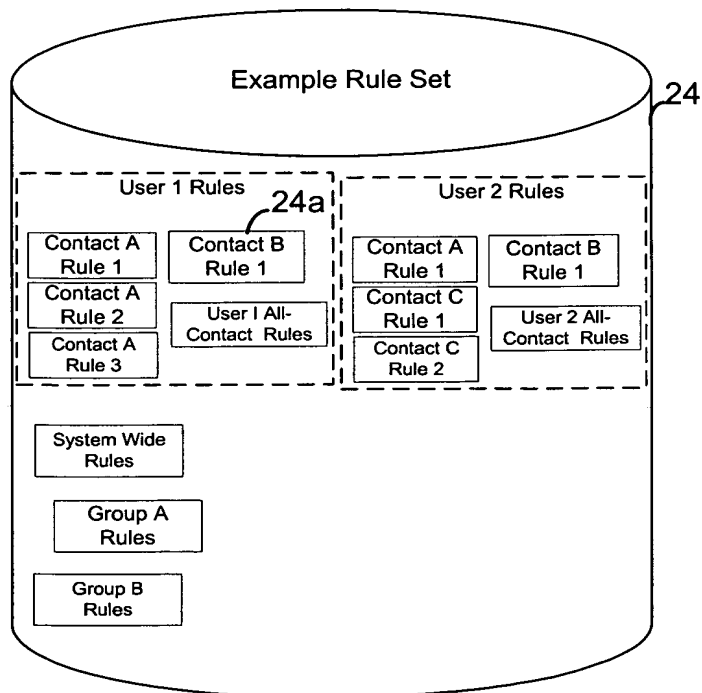 Example Rule Set
24
User 1 Rules
24a
Contact A
Rule 1
Contact B
Rule 1
Contact A
Rule 2
User I All-
Contact Rules
Contact A
Rule 3
User 2 Rules
Contact A
Rule 1
Contact B
Rule 1
Contact C
Rule 1
User 2 All-
Contact Rules
Contact C
Rule 2
System Wide
Rules
Group A
Rules
Group B
Rules